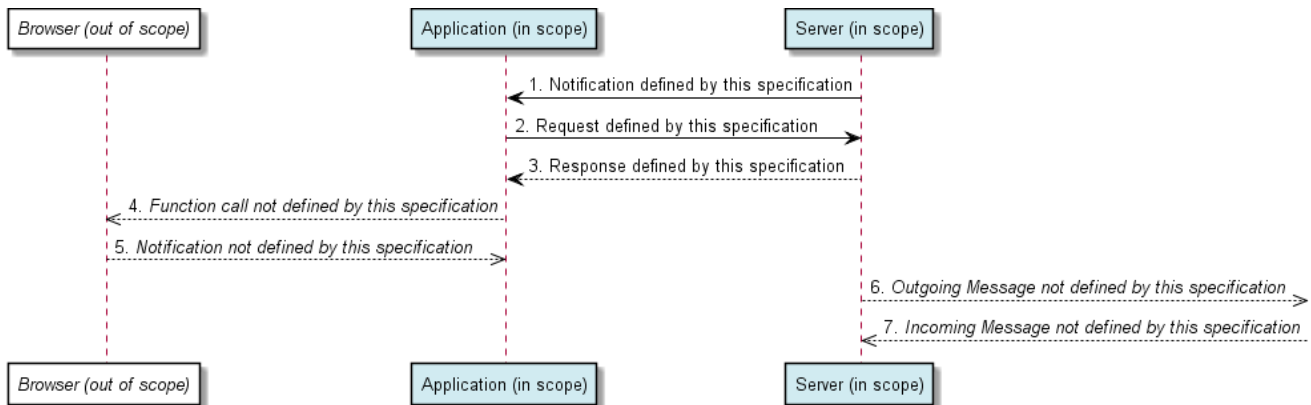 Browser (out of scope)
Application (in scope)
Server (in scope)
1. Notification defined by this specification
2. Request defined by this specification
3. Response defined by this specification
4. Function call not defined by this specification
5. Notification not defined by this specification
6. Outgoing Message not defined by this specification
7. Incoming Message not defined by this specification
Browser (out of scope)
Application (in scope)
Server (in scope)